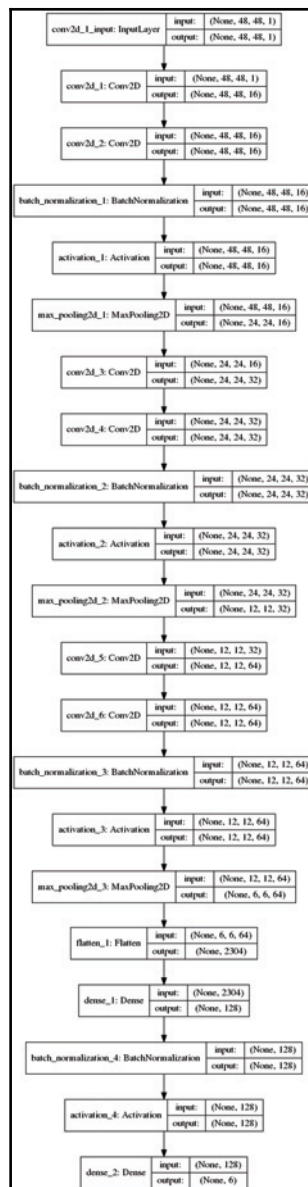 conv2d_1_input: InputLayer input: (None, 48, 48, 1)
output: (None, 48, 48, 1)
conv2d_1: Conv2D input: (None, 48, 48, 1)
output: (None, 48, 48, 16)
conv2d_2: Conv2D input: (None, 48, 48, 16)
output: (None, 48, 48, 16)
batch_normalization_1: BatchNormalization input: (None, 48, 48, 16)
output: (None, 48, 48, 16)
activation_1: Activation input: (None, 48, 48, 16)
output: (None, 48, 48, 16)
max_pooling2d_1: MaxPooling2D input: (None, 48, 48, 16)
output: (None, 24, 24, 16)
conv2d_3: Conv2D input: (None, 24, 24, 16)
output: (None, 24, 24, 32)
conv2d_4: Conv2D input: (None, 24, 24, 32)
output: (None, 24, 24, 32)
batch_normalization_2: BatchNormalization input: (None, 24, 24, 32)
output: (None, 24, 24, 32)
activation_2: Activation input: (None, 24, 24, 32)
output: (None, 24, 24, 32)
max_pooling2d_2: MaxPooling2D input: (None, 24, 24, 32)
output: (None, 12, 12, 32)
conv2d_5: Conv2D input: (None, 12, 12, 32)
output: (None, 12, 12, 64)
conv2d_6: Conv2D input: (None, 12, 12, 64)
output: (None, 12, 12, 64)
batch_normalization_3: BatchNormalization input: (None, 12, 12, 64)
output: (None, 12, 12, 64)
activation_3: Activation input: (None, 12, 12, 64)
output: (None, 12, 12, 64)
max_pooling2d_3: MaxPooling2D input: (None, 12, 12, 64)
output: (None, 6, 6, 64)
flatten_1: Flatten input: (None, 6, 6, 64)
output: (None, 2304)
dense_1: Dense input: (None, 2304)
output: (None, 128)
batch_normalization_4: BatchNormalization input: (None, 128)
output: (None, 128)
activation_4: Activation input: (None, 128)
output: (None, 128)
dense_2: Dense input: (None, 128)
output: (None, 6)